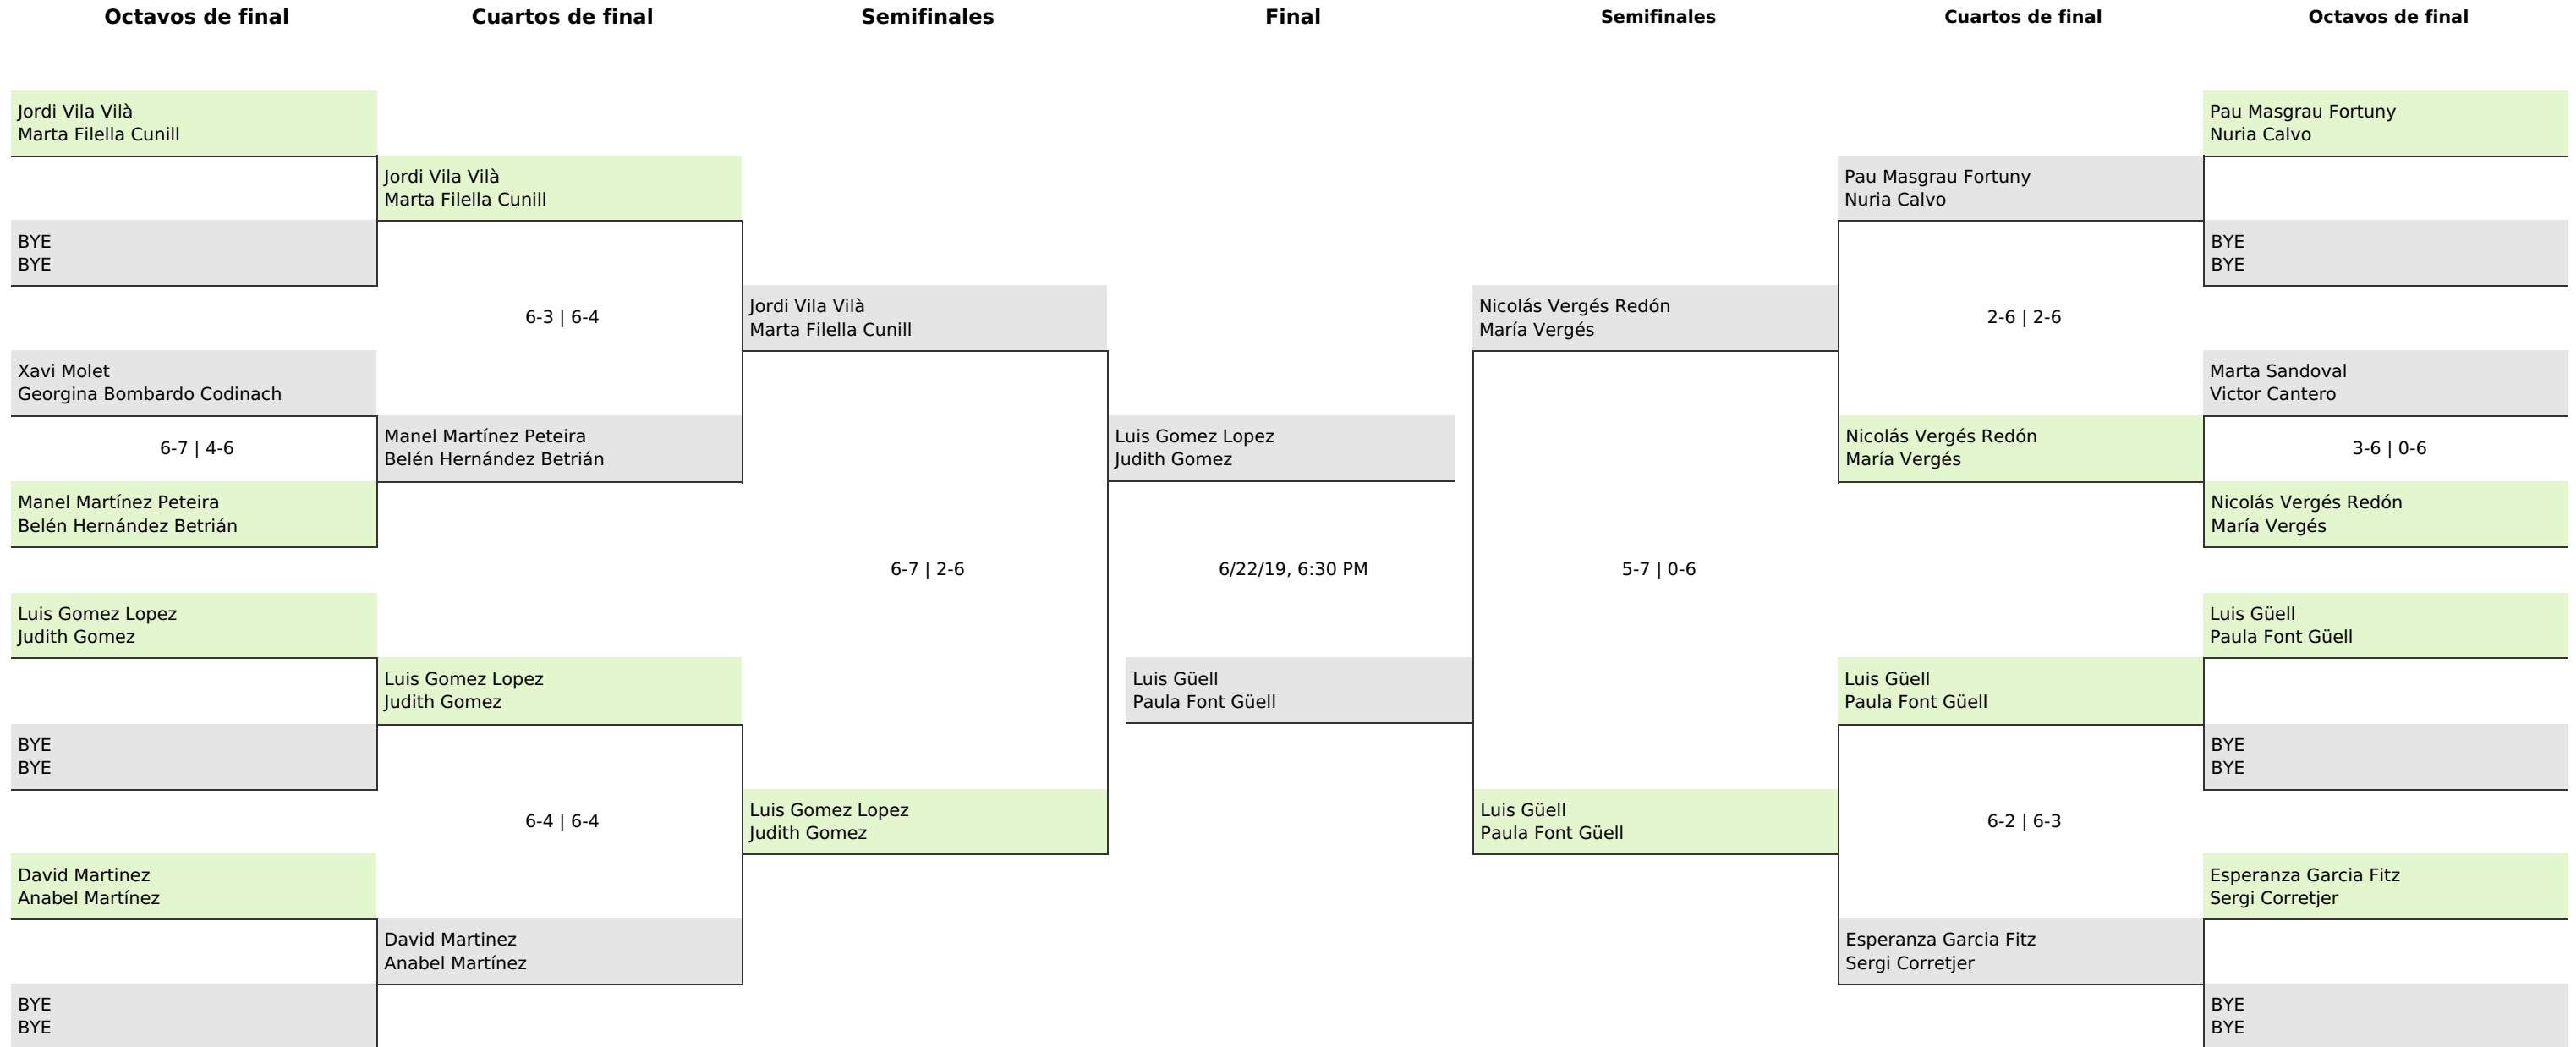 Octavos de final
Cuartos de final
Semifinales
Final
Semifinales
Cuartos de final
Octavos de final
Jordi Vila Vilà
Marta Filella Cunill
BYE
BYE
Xavi Molet
Georgina Bombardo Codinach
6-7 | 4-6
Manel Martínez Peteira
Belén Hernández Betrián
Luis Gomez Lopez
Judith Gomez
BYE
BYE
David Martinez
Anabel Martínez
BYE
BYE
Jordi Vila Vilà
Marta Filella Cunill
6-3 | 6-4
Manel Martínez Peteira
Belén Hernández Betrián
Luis Gomez Lopez
Judith Gomez
6-4 | 6-4
David Martinez
Anabel Martínez
Jordi Vila Vilà
Marta Filella Cunill
6-7 | 2-6
Luis Gomez Lopez
Judith Gomez
Luis Gomez Lopez
Judith Gomez
6/22/19, 6:30 PM
Luis Güell
Paula Font Güell
Nicolás Vergés Redón
María Vergés
5-7 | 0-6
Luis Güell
Paula Font Güell
Pau Masgrau Fortuny
Nuria Calvo
2-6 | 2-6
Nicolás Vergés Redón
María Vergés
Luis Güell
Paula Font Güell
6-2 | 6-3
Esperanza Garcia Fitz
Sergi Corretjer
Pau Masgrau Fortuny
Nuria Calvo
BYE
BYE
Marta Sandoval
Victor Cantero
3-6 | 0-6
Nicolás Vergés Redón
María Vergés
Luis Güell
Paula Font Güell
BYE
BYE
Esperanza Garcia Fitz
Sergi Corretjer
BYE
BYE